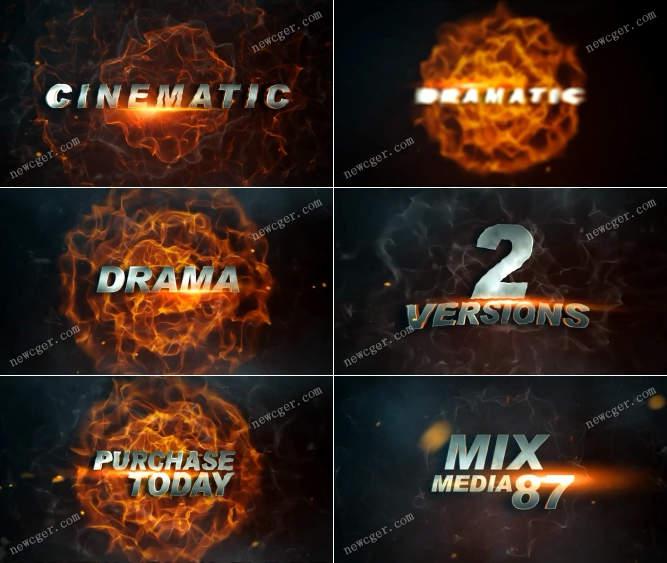 newcger.com
CINEMATIC
newcger.com
newcger.com
DRAMATIC
newcger.com
newcger.com
DRAMA
newcger.com
newcger.com
2
VERSIONS
newcger.com
newcger.com
PURCHASE
TODAY
newcger.com
newcger.com
MIX
MEDIA 87
newcger.com